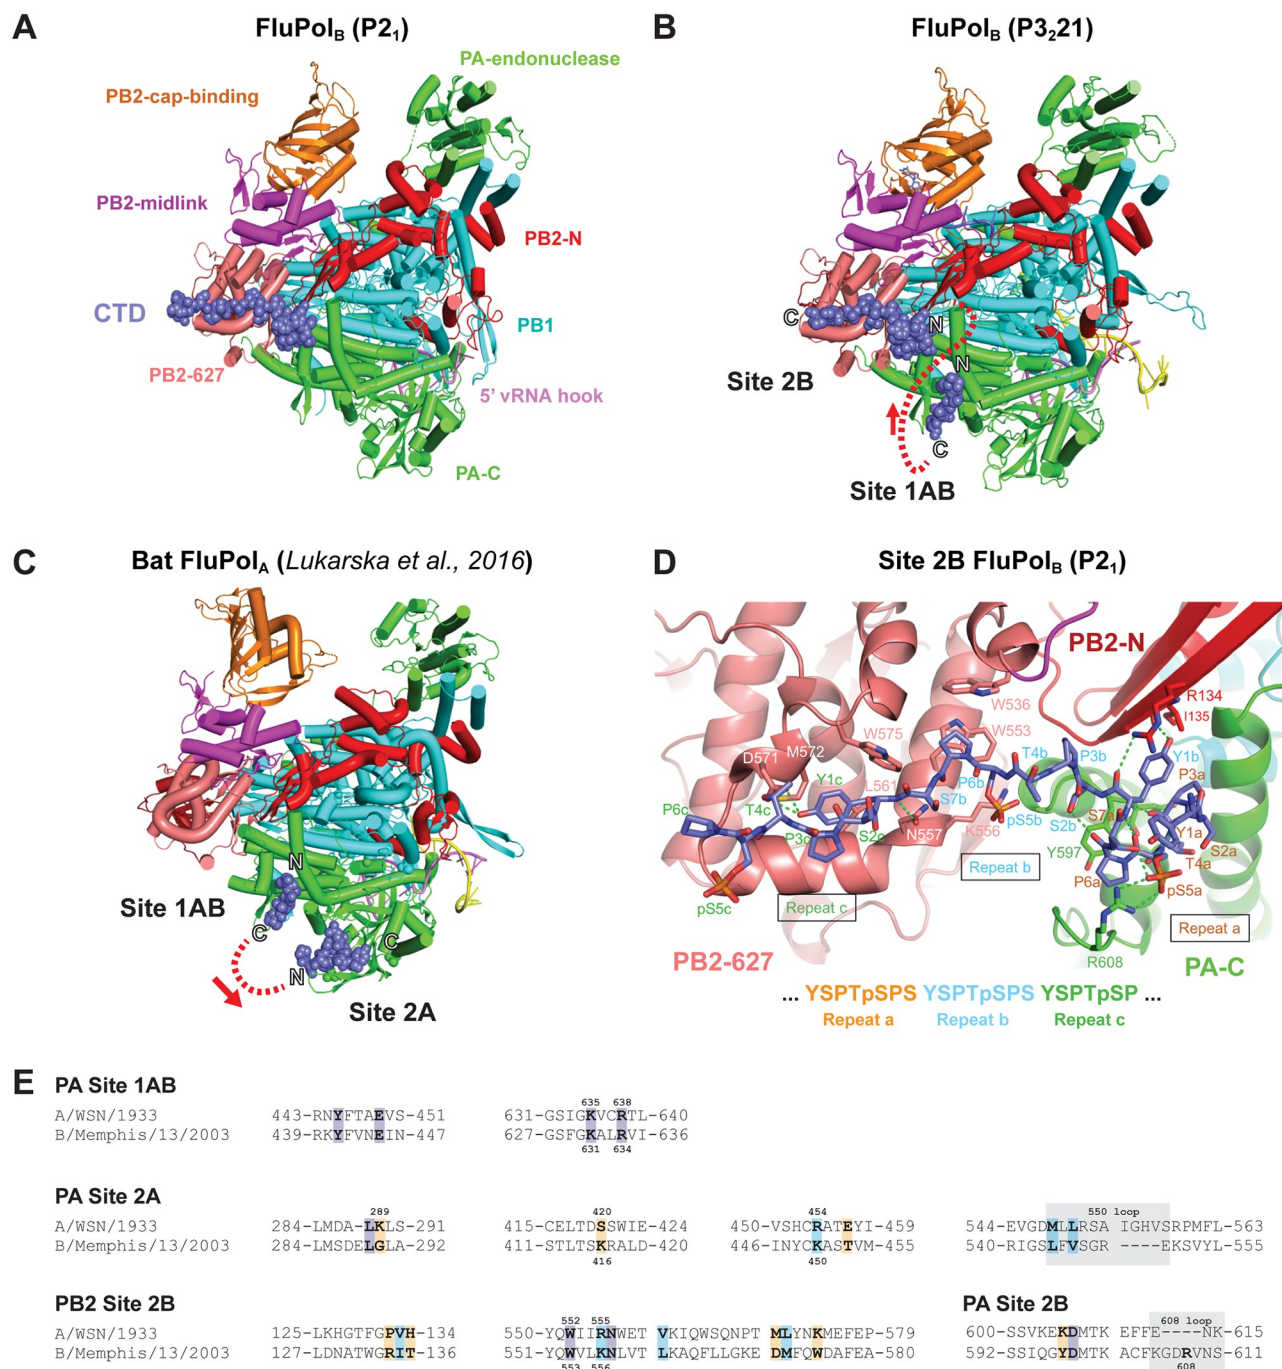 A
FluPolB (P21)
PA-endonuclease
PB2-cap-binding
PB2-midlink
PB2-N
CTD
PB1
PB2-627
5' vRNA hook
PA-C
B
FluPolB (P3221)
C
N
N
Site 2B
C
Site 1AB
C
Bat FluPolA (Lukarska et al., 2016)
N
Site 1AB
C
C
N
Site 2A
D
Site 2B FluPolB (P21)
PB2-N
R134
I135
W536
W553
W575
M572
D571
Y1c
L561
T4b
P3b
Y1b
P3a
P6c
T4c
P6b
S7b
S7a
P3c
S2c
N557
K556
pS5b
S2b
Y1a
S2a
Y597
T4a
P6a
pS5a
pS5c
Repeat c
Repeat b
Repeat a
R608
PB2-627
PA-C
... YSPTpSPS YSPTpSPS YSPTpSP ...
Repeat a Repeat b Repeat c
E
PA Site 1AB
635 638
A/WSN/1933 443-RNYFTAEVS-451 631-GSIGKVCRTL-640
B/Memphis/13/2003 439-RKYFVNEIN-447 627-GSFGKALRVI-636
631 634
PA Site 2A
289 420 454 550 loop
A/WSN/1933 284-LMDA-LKLS-291 415-CELTDSSWIE-424 450-VSHCRATEYI-459 544-EVGDMLLRSA IGHVSRPMFL-563
B/Memphis/13/2003 284-LMSDELGLA-292 411-STLTSKRALD-420 446-INYCKASTVM-455 540-RIGSLFVSGR ----EKSVYL-555
416 450
PB2 Site 2B
PA Site 2B
552 555 608 loop
A/WSN/1933 125-LKHGTFGPVH-134 550-YQWIIRNWET VKIQWSQNPT MLYNKMEFEP-579 600-SSVKEKDMTK EFFE----NK-615
B/Memphis/13/2003 127-LDNATWGRIT-136 551-YQWVLKNLVT LKAQFLLGKE DMFQWDAFEA-580 592-SSIQGYDMTK ACFKGDRVNS-611
553 556 608